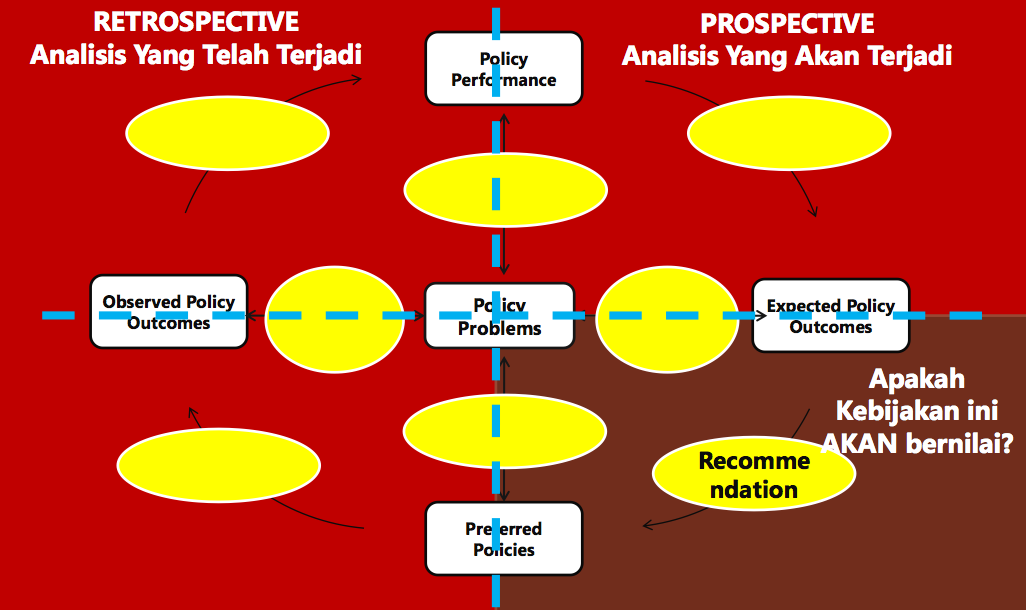 RETROSPECTIVE
Analisis Yang Telah Terjadi
PROSPECTIVE
Analisis Yang Akan Terjadi
Policy
Performance
Observed Policy
Outcomes
Policy
Problems
Expected Policy
Outcomes
Apakah
Kebijakan ini
AKAN bernilai?
Recomme
ndation
Preferred
Policies